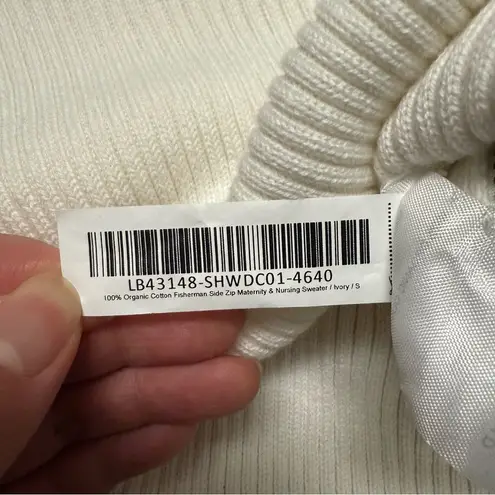 LB43148-SHWDC01-4640
100% Organic Cotton Fisherman Side Zip Maternity & Nursing Sweater / Ivory / S